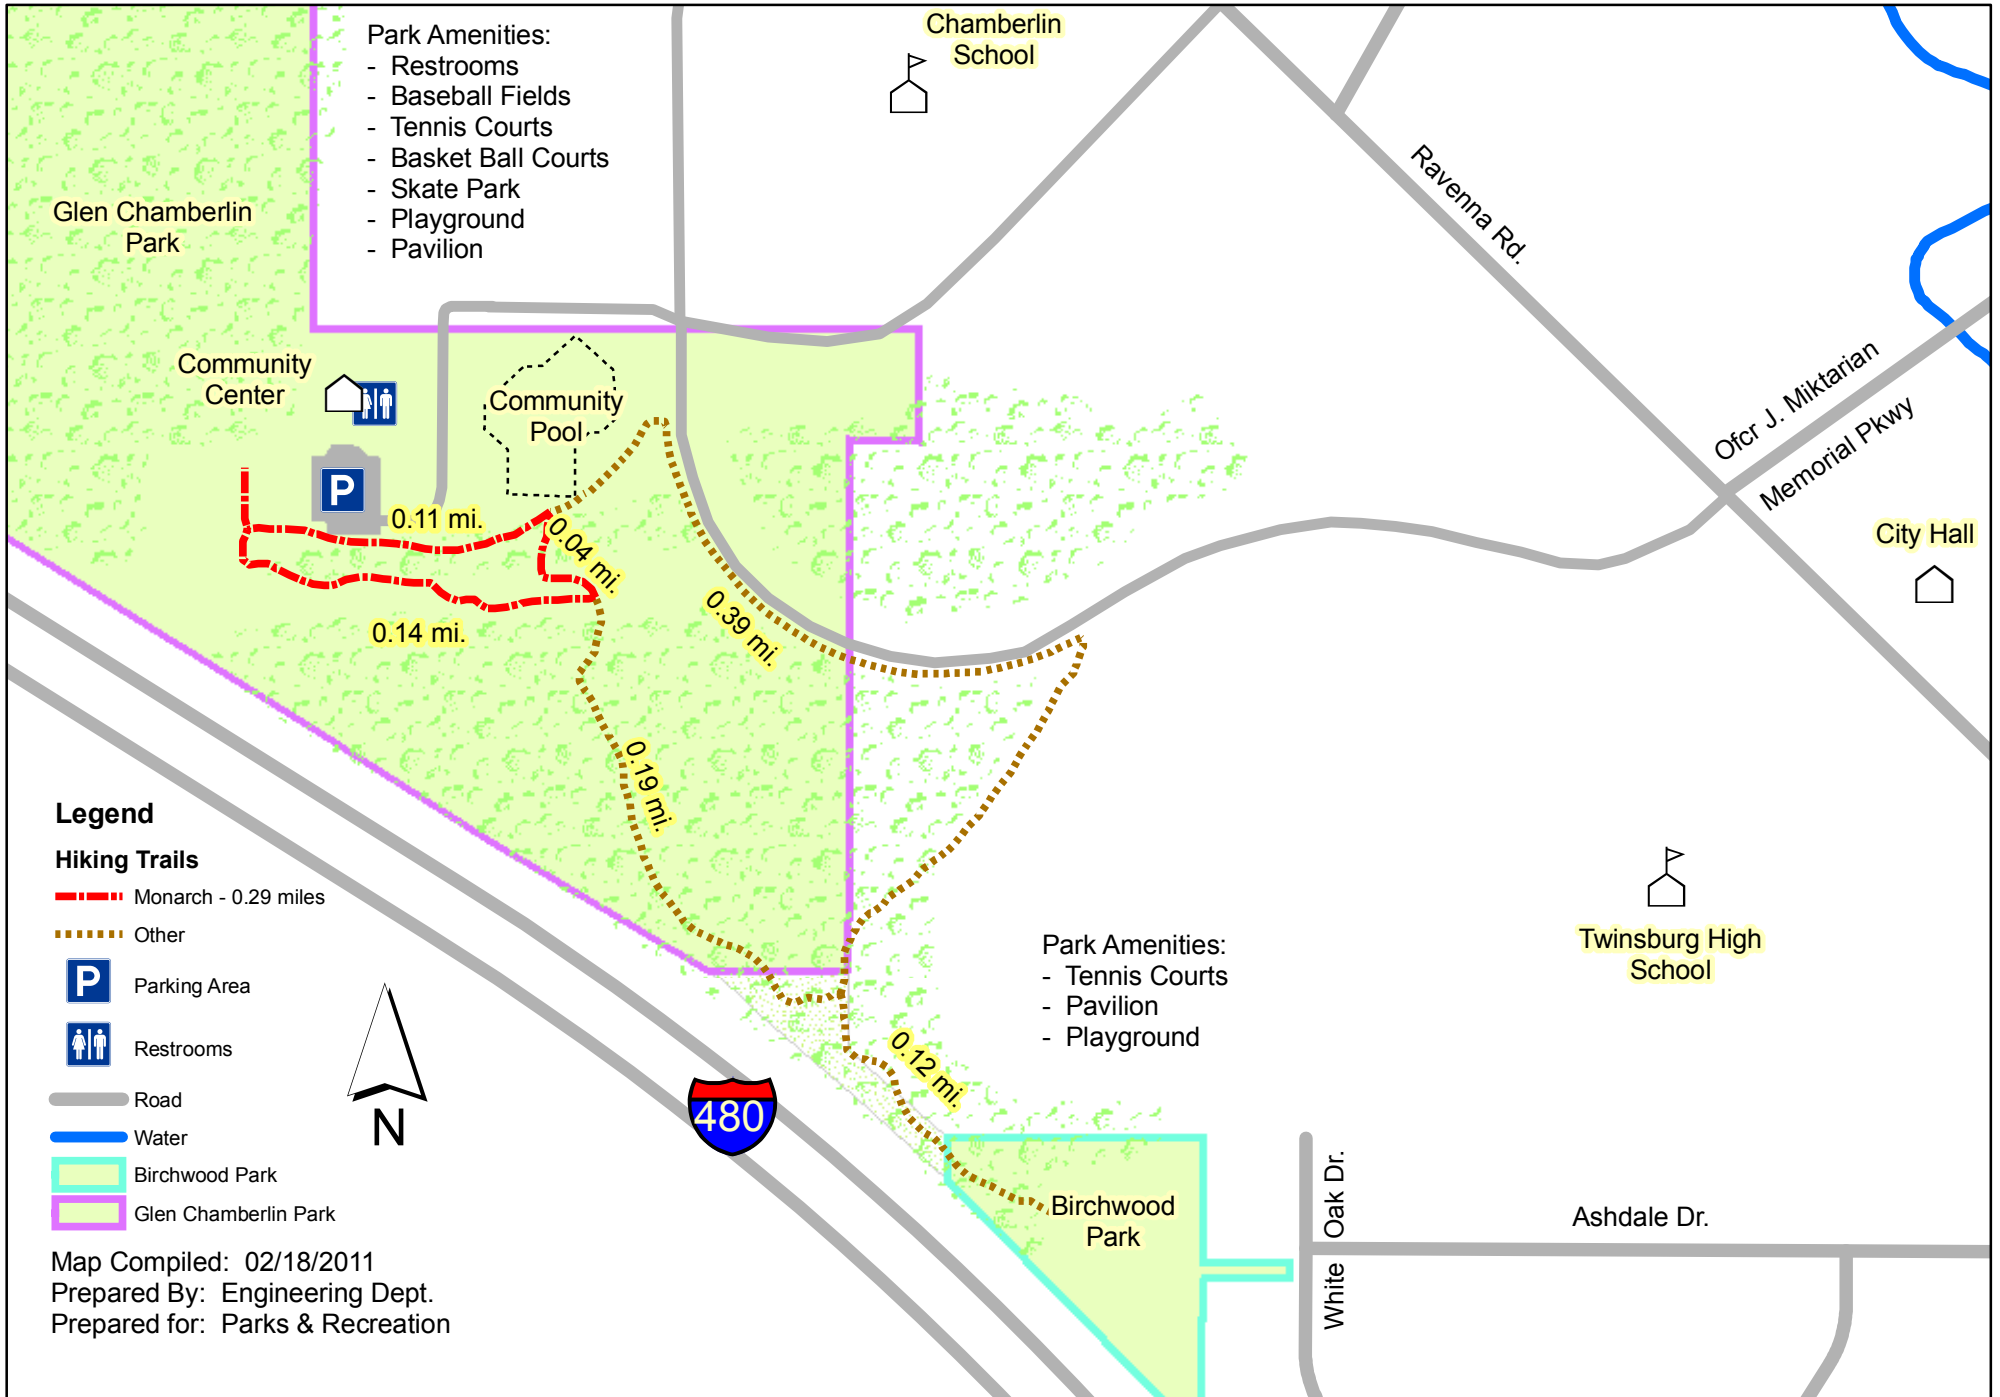 Park Amenities:
- Restrooms
- Baseball Fields
- Tennis Courts
- Basket Ball Courts
- Skate Park
- Playground
- Pavilion
Chamberlin
School
Glen Chamberlin
Park
Ravenna Rd.
Community
Center
Community
Pool
Ofcr J. Miktarian
Memorial Pkwy
P
0.11 mi.
0.04 mi.
City Hall
0.14 mi.
0.39 mi.
0.19 mi.
Legend
Hiking Trails
Monarch - 0.29 miles
Other
P
Parking Area
Restrooms
Road
Water
Birchwood Park
Glen Chamberlin Park
N
480
Twinsburg High
School
Park Amenities:
- Tennis Courts
- Pavilion
- Playground
0.12 mi.
Birchwood
Park
White Oak Dr.
Ashdale Dr.
Map Compiled: 02/18/2011
Prepared By: Engineering Dept.
Prepared for: Parks & Recreation